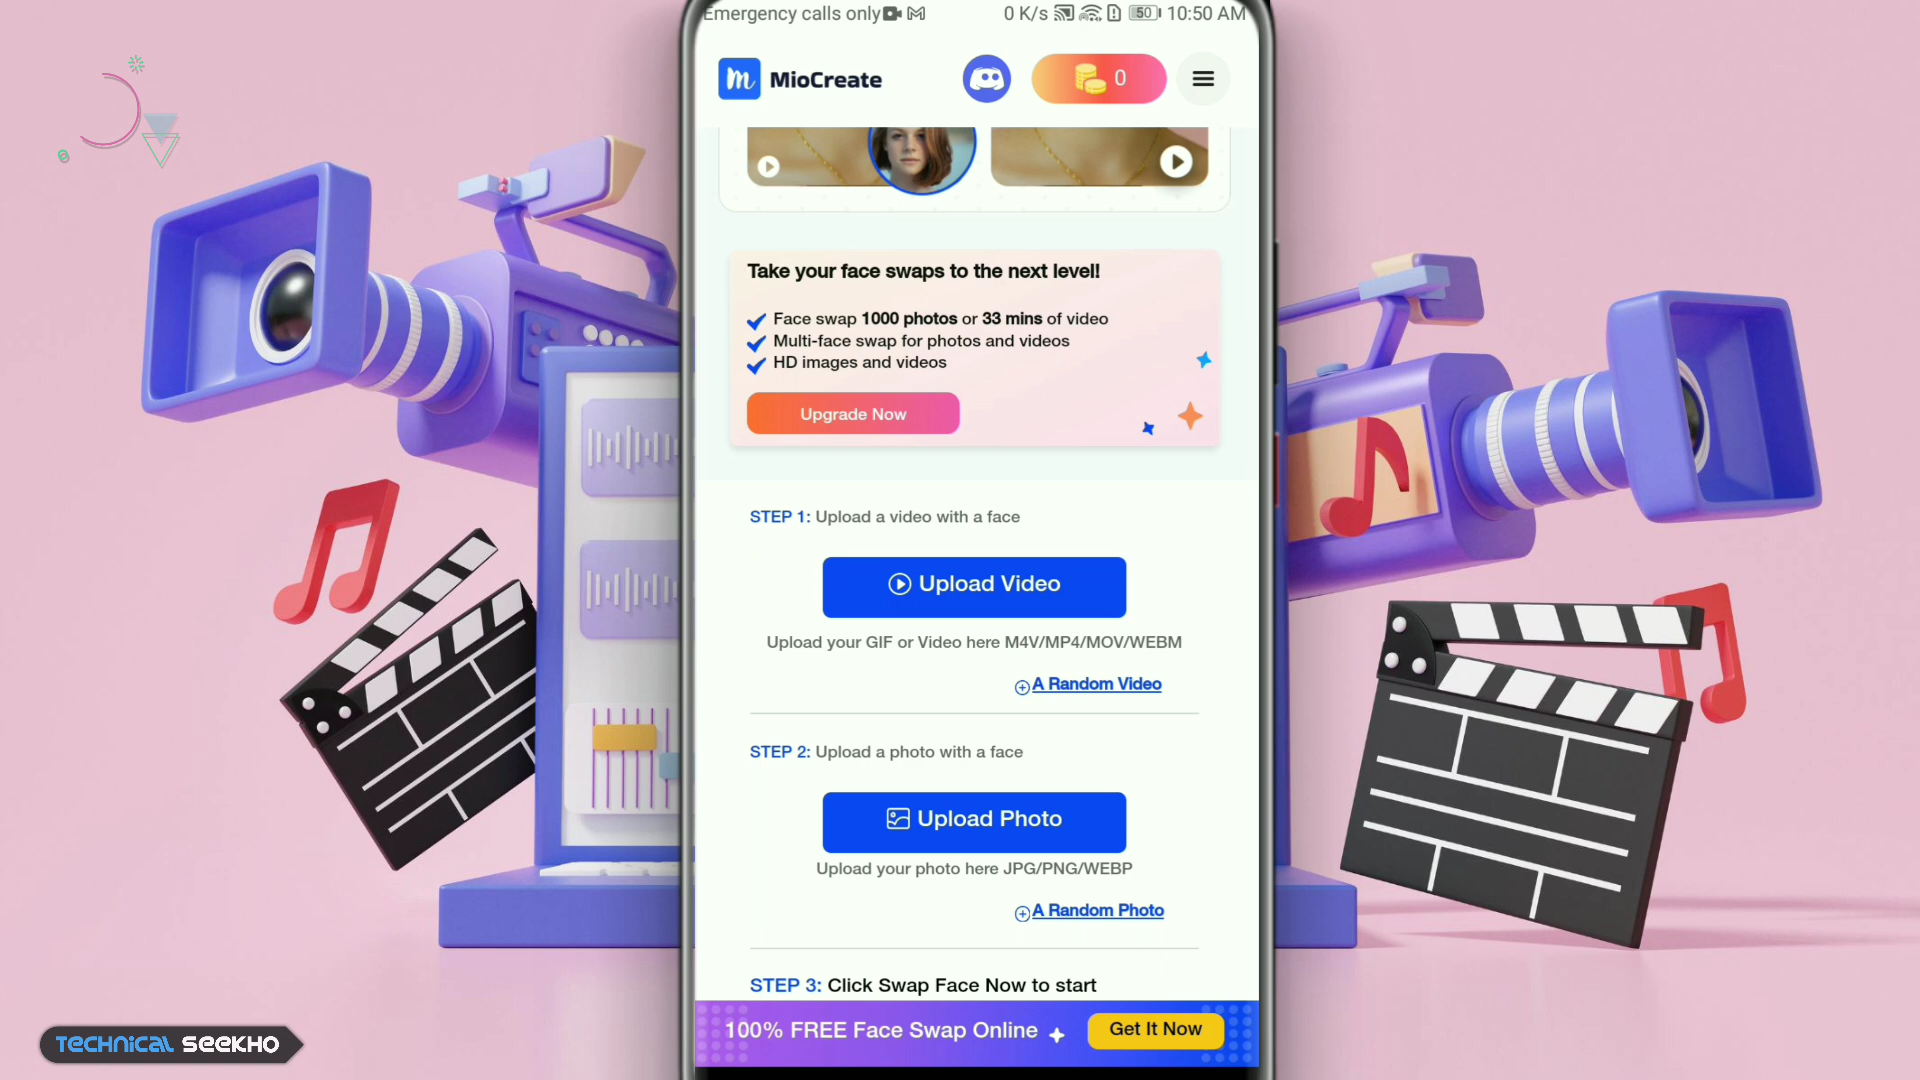 Emergency calls only 0 K/s 50 10:50 AM
m MioCreate 0
Take your face swaps to the next level!
Face swap 1000 photos or 33 mins of video
Multi-face swap for photos and videos
HD images and videos
Upgrade Now
STEP 1: Upload a video with a face
Upload Video
Upload your GIF or Video here M4V/MP4/MOV/WEBM
A Random Video
STEP 2: Upload a photo with a face
Upload Photo
Upload your photo here JPG/PNG/WEBP
A Random Photo
STEP 3: Click Swap Face Now to start
100% FREE Face Swap Online Get It Now
TECHNICAL SEEKHO